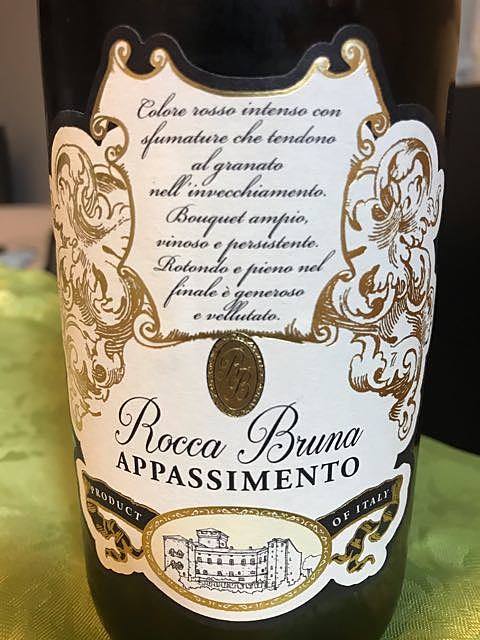 Colore rosso intenso con
sfumature che tendono
al granato
nell'invecchiamento.
Bouquet ampio,
vinoso e persistente.
Rotondo e pieno nel
finale è generoso
e vellutato.
RB
Rocca Bruna
APPASSIMENTO
PRODUCT OF ITALY